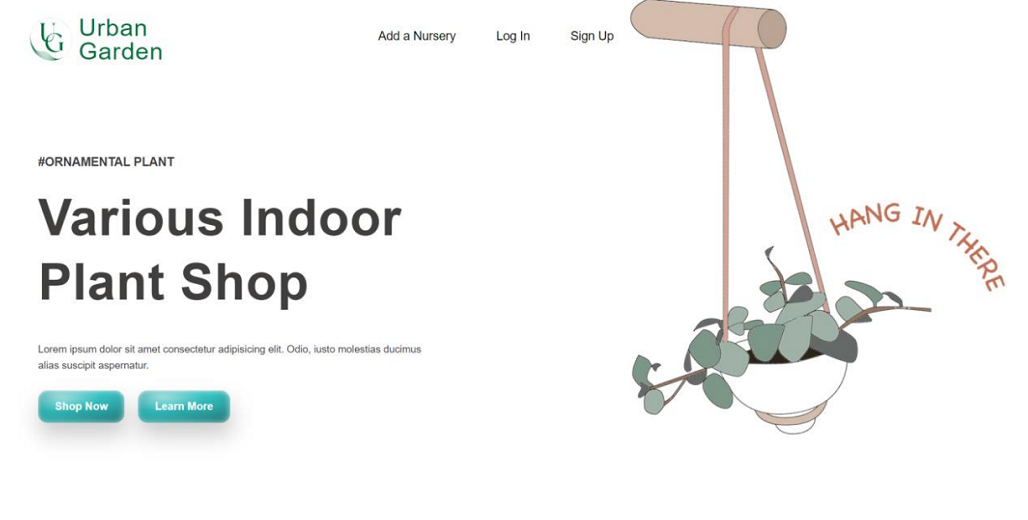 UG
Urban
Garden
Add a Nursery
Log In
Sign Up
#ORNAMENTAL PLANT
Various Indoor
Plant Shop
HANG IN THERE
Lorem ipsum dolor sit amet consectetur adipisicing elit. Odio, iusto molestias ducimus
alias suscipit aspernatur.
Shop Now
Learn More